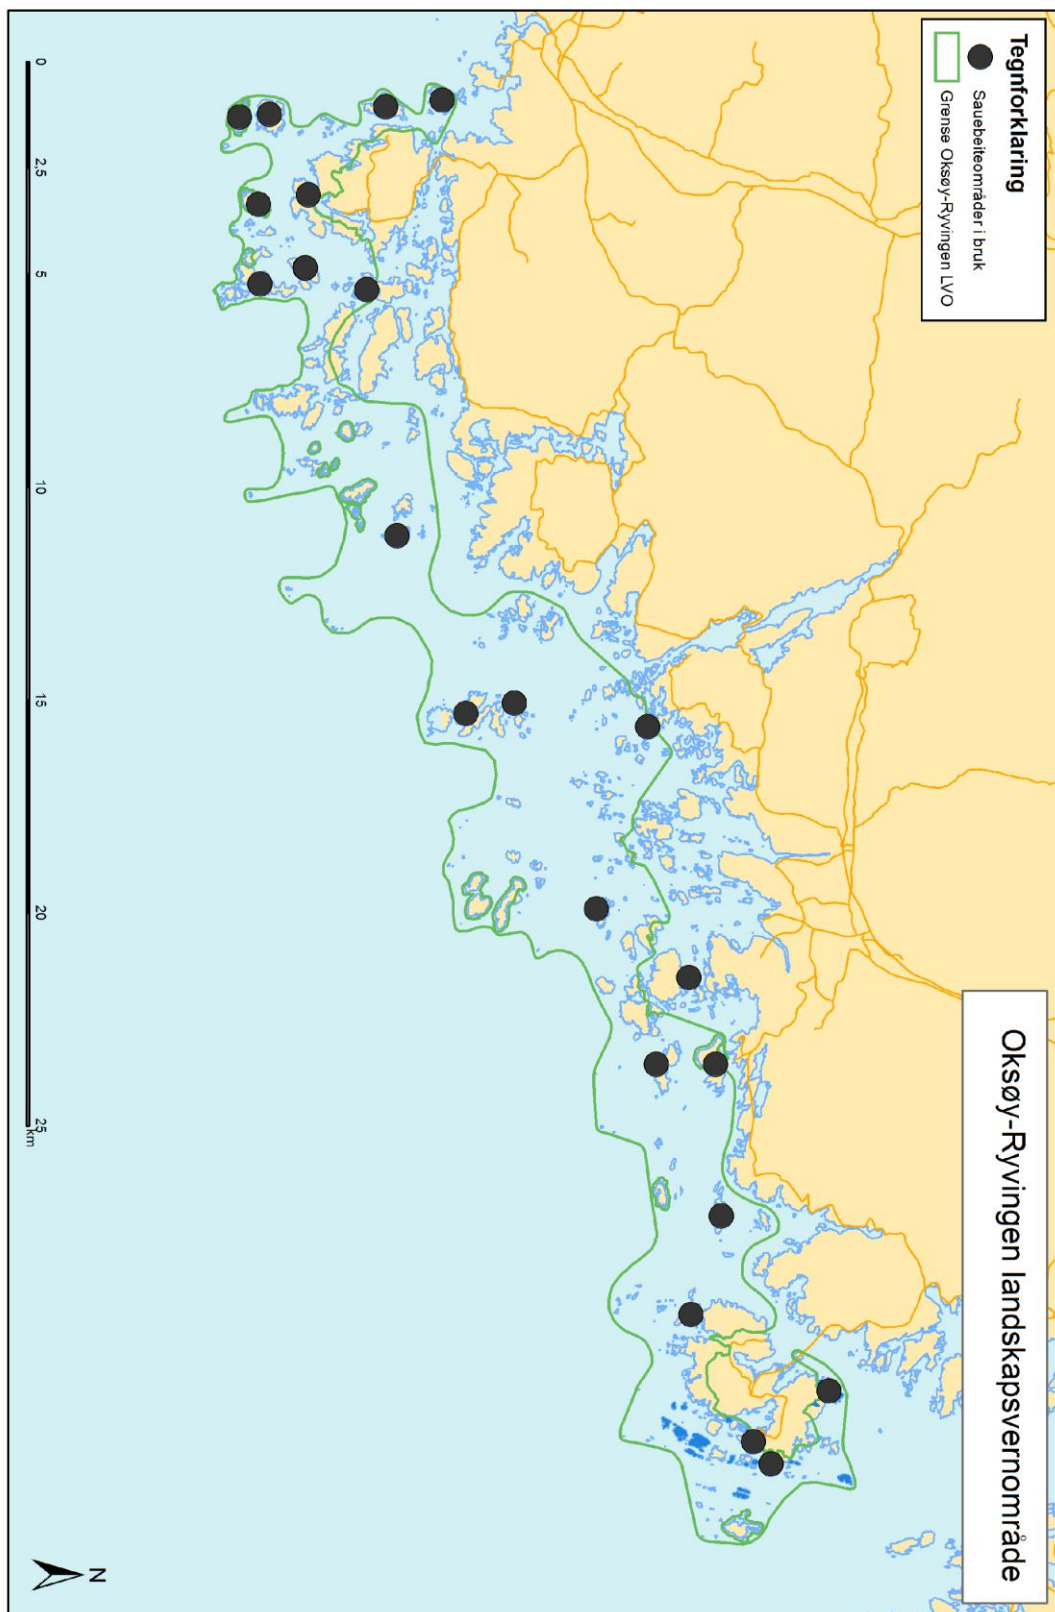 Oksøy-Ryvingen landskapsvernområde
Tegnforklaring
Sauebeiteområder i bruk
Grense Oksøy-Ryvingen LVO
0 2,5 5 10 15 20 25
km
N